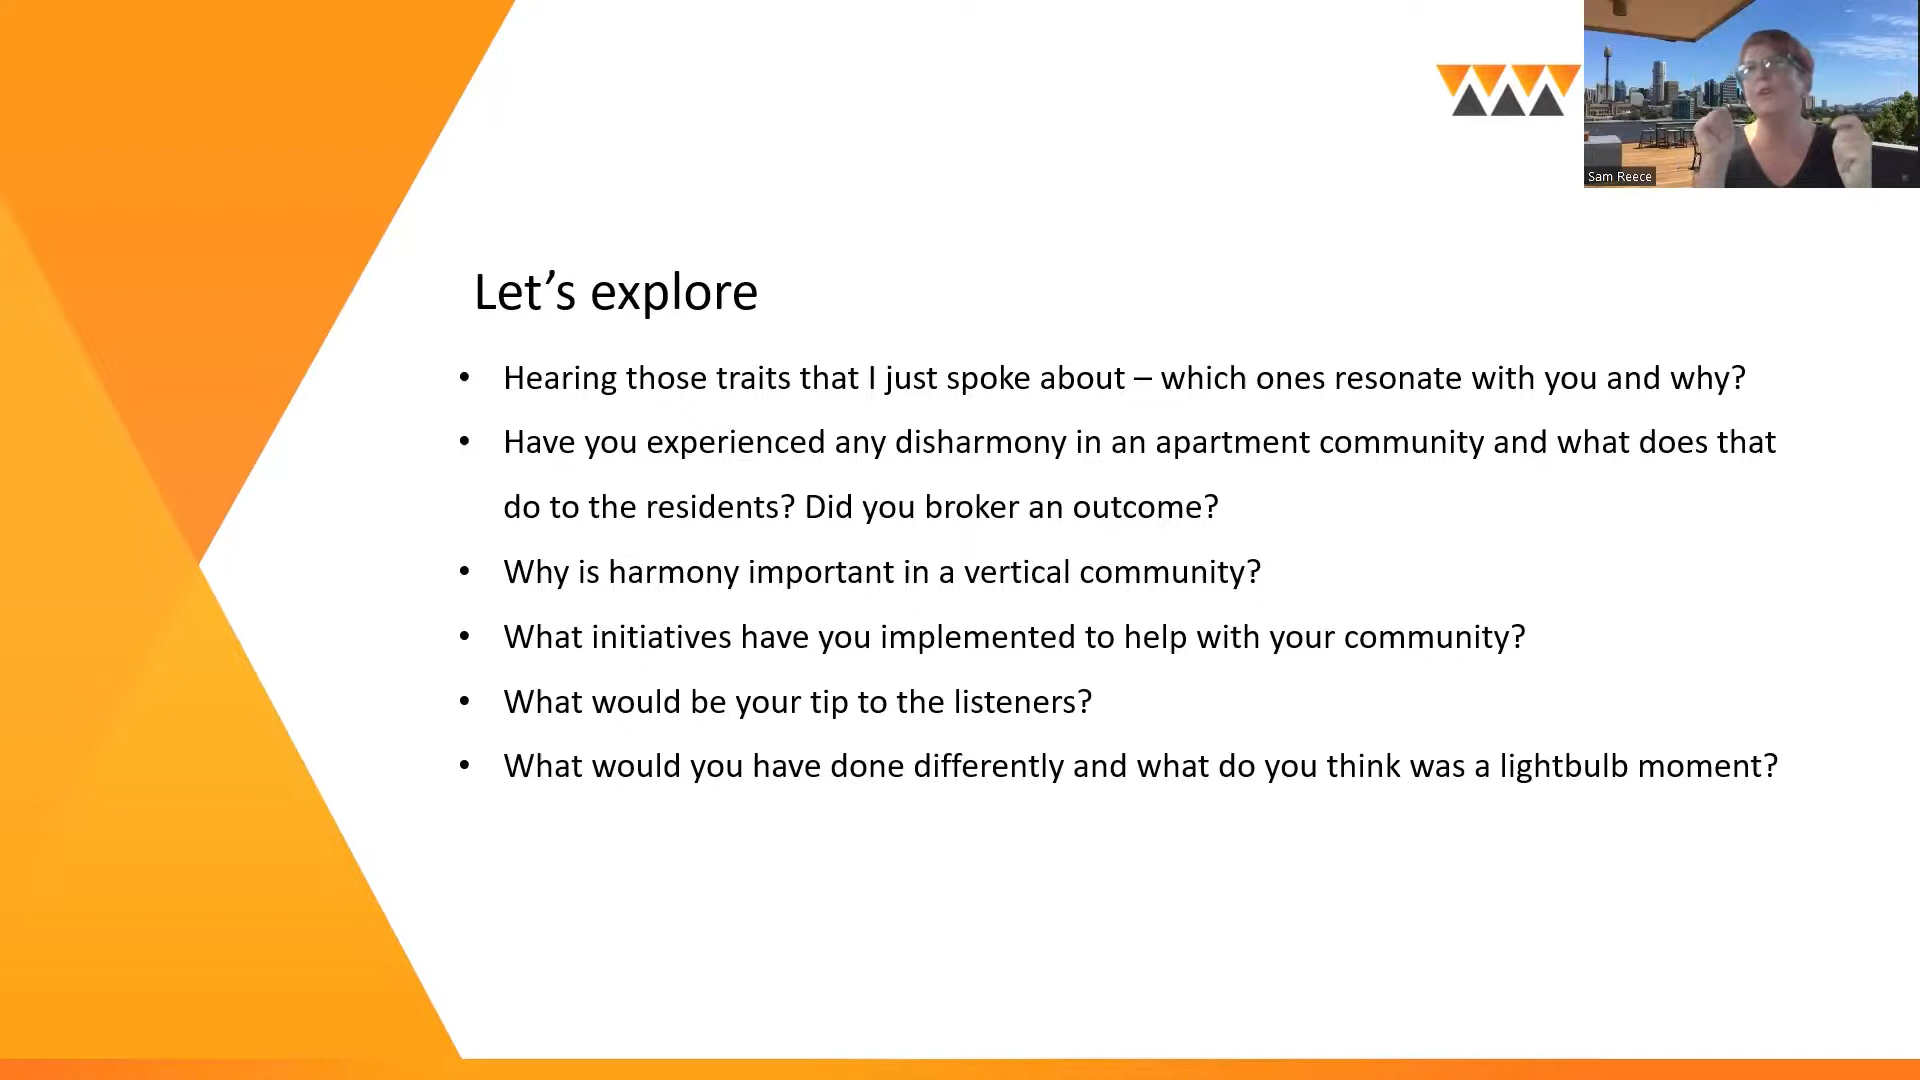 Sam Reece
Let’s explore
• Hearing those traits that I just spoke about – which ones resonate with you and why?
• Have you experienced any disharmony in an apartment community and what does that
do to the residents? Did you broker an outcome?
• Why is harmony important in a vertical community?
• What initiatives have you implemented to help with your community?
• What would be your tip to the listeners?
• What would you have done differently and what do you think was a lightbulb moment?